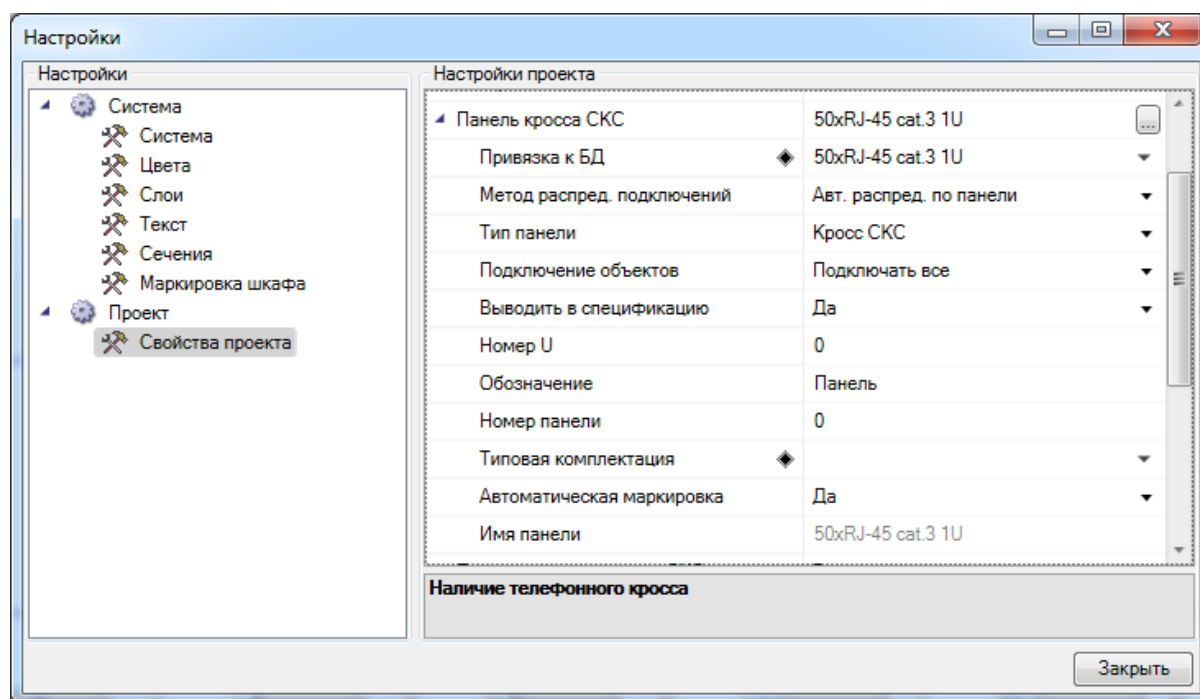 Настройки
Настройки
Система
Система
Цвета
Слои
Текст
Сечения
Маркировка шкафа
Проект
Свойства проекта
Настройки проекта
Панель кросса СКС 50xRJ-45 cat.3 1U ...
Привязка к БД 50xRJ-45 cat.3 1U
Метод распред. подключений Авт. распред. по панели
Тип панели Кросс СКС
Подключение объектов Подключать все
Выводить в спецификацию Да
Номер U 0
Обозначение Панель
Номер панели 0
Типовая комплектация
Автоматическая маркировка Да
Имя панели 50xRJ-45 cat.3 1U
Наличие телефонного кросса
Закрыть